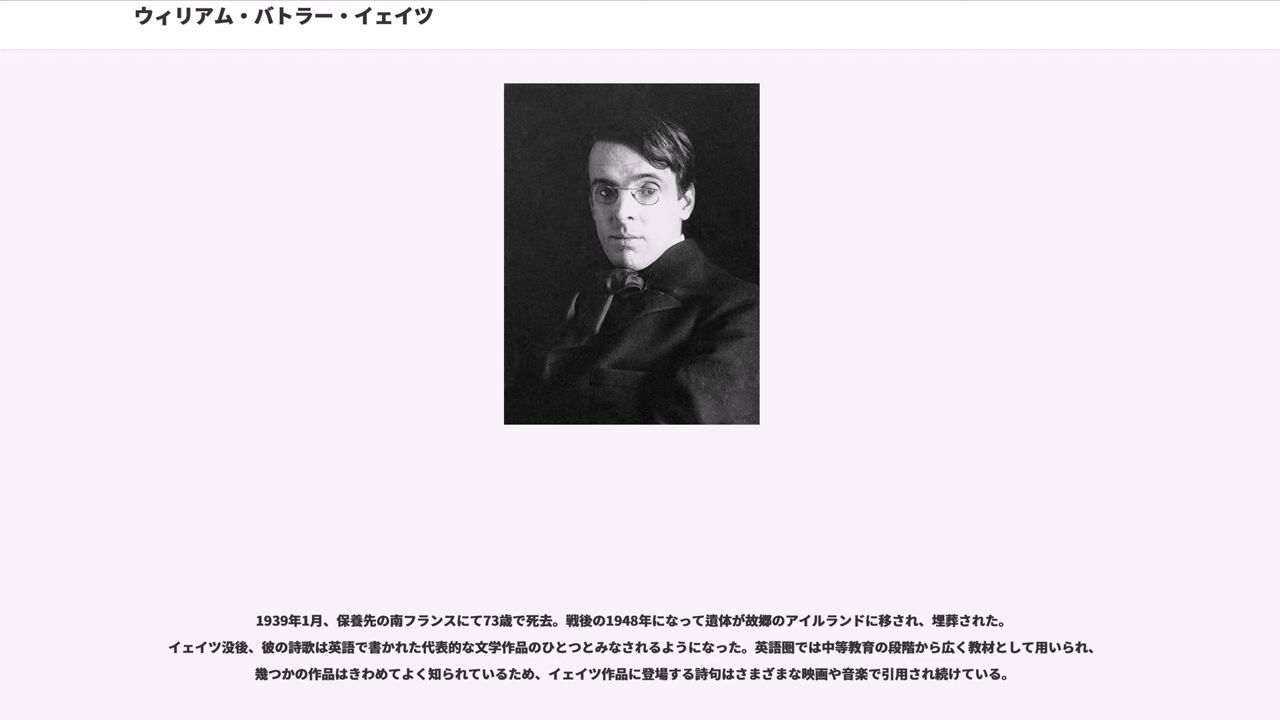 ウィリアム・バトラー・イェイツ
1939年1月、保養先の南フランスにて73歳で死去。戦後の1948年になって遺体が故郷のアイルランドに移され、埋葬された。
イェイツ没後、彼の詩歌は英語で書かれた代表的な文学作品のひとつとみなされるようになった。英語圏では中等教育の段階から広く教材として用いられ、
幾つかの作品はきわめてよく知られているため、イェイツ作品に登場する詩句はさまざまな映画や音楽で引用され続けている。